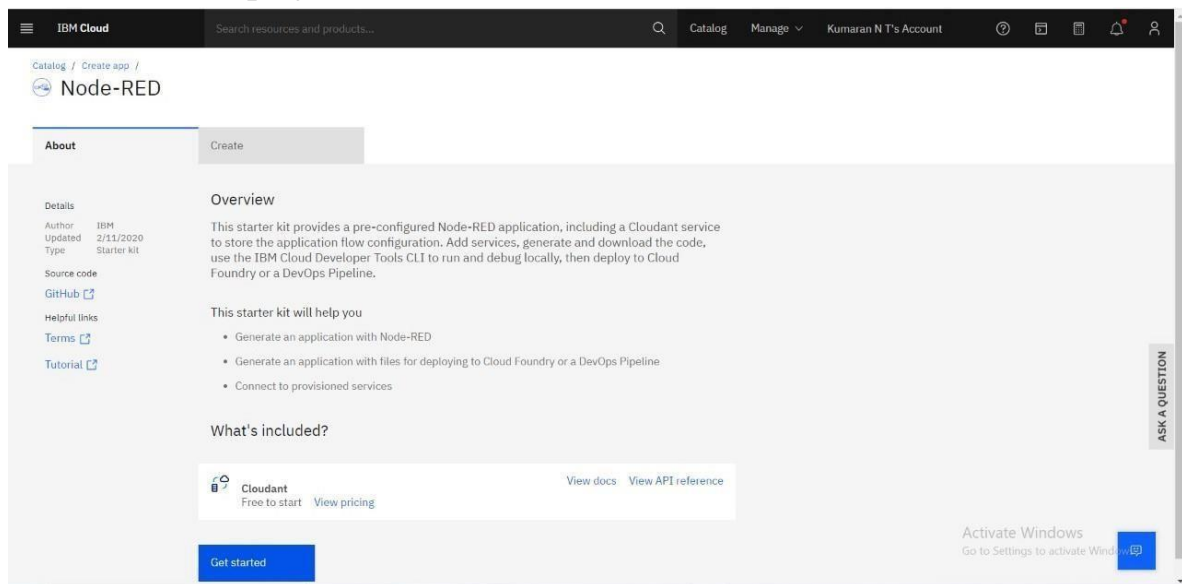 IBM Cloud
Search resources and products...
Catalog
Manage
Kumaran N T's Account
Catalog / Create app /
Node-RED
About
Create
Details
Author IBM
Updated 2/11/2020
Type Starter kit
Source code
GitHub
Helpful links
Terms
Tutorial
Overview
This starter kit provides a pre-configured Node-RED application, including a Cloudant service
to store the application flow configuration. Add services, generate and download the code,
use the IBM Cloud Developer Tools CLI to run and debug locally, then deploy to Cloud
Foundry or a DevOps Pipeline.
This starter kit will help you
• Generate an application with Node-RED
• Generate an application with files for deploying to Cloud Foundry or a DevOps Pipeline
• Connect to provisioned services
What's included?
Cloudant
Free to start View pricing
View docs View API reference
Get started
ASK A QUESTION
Activate Windows
Go to Settings to activate Window